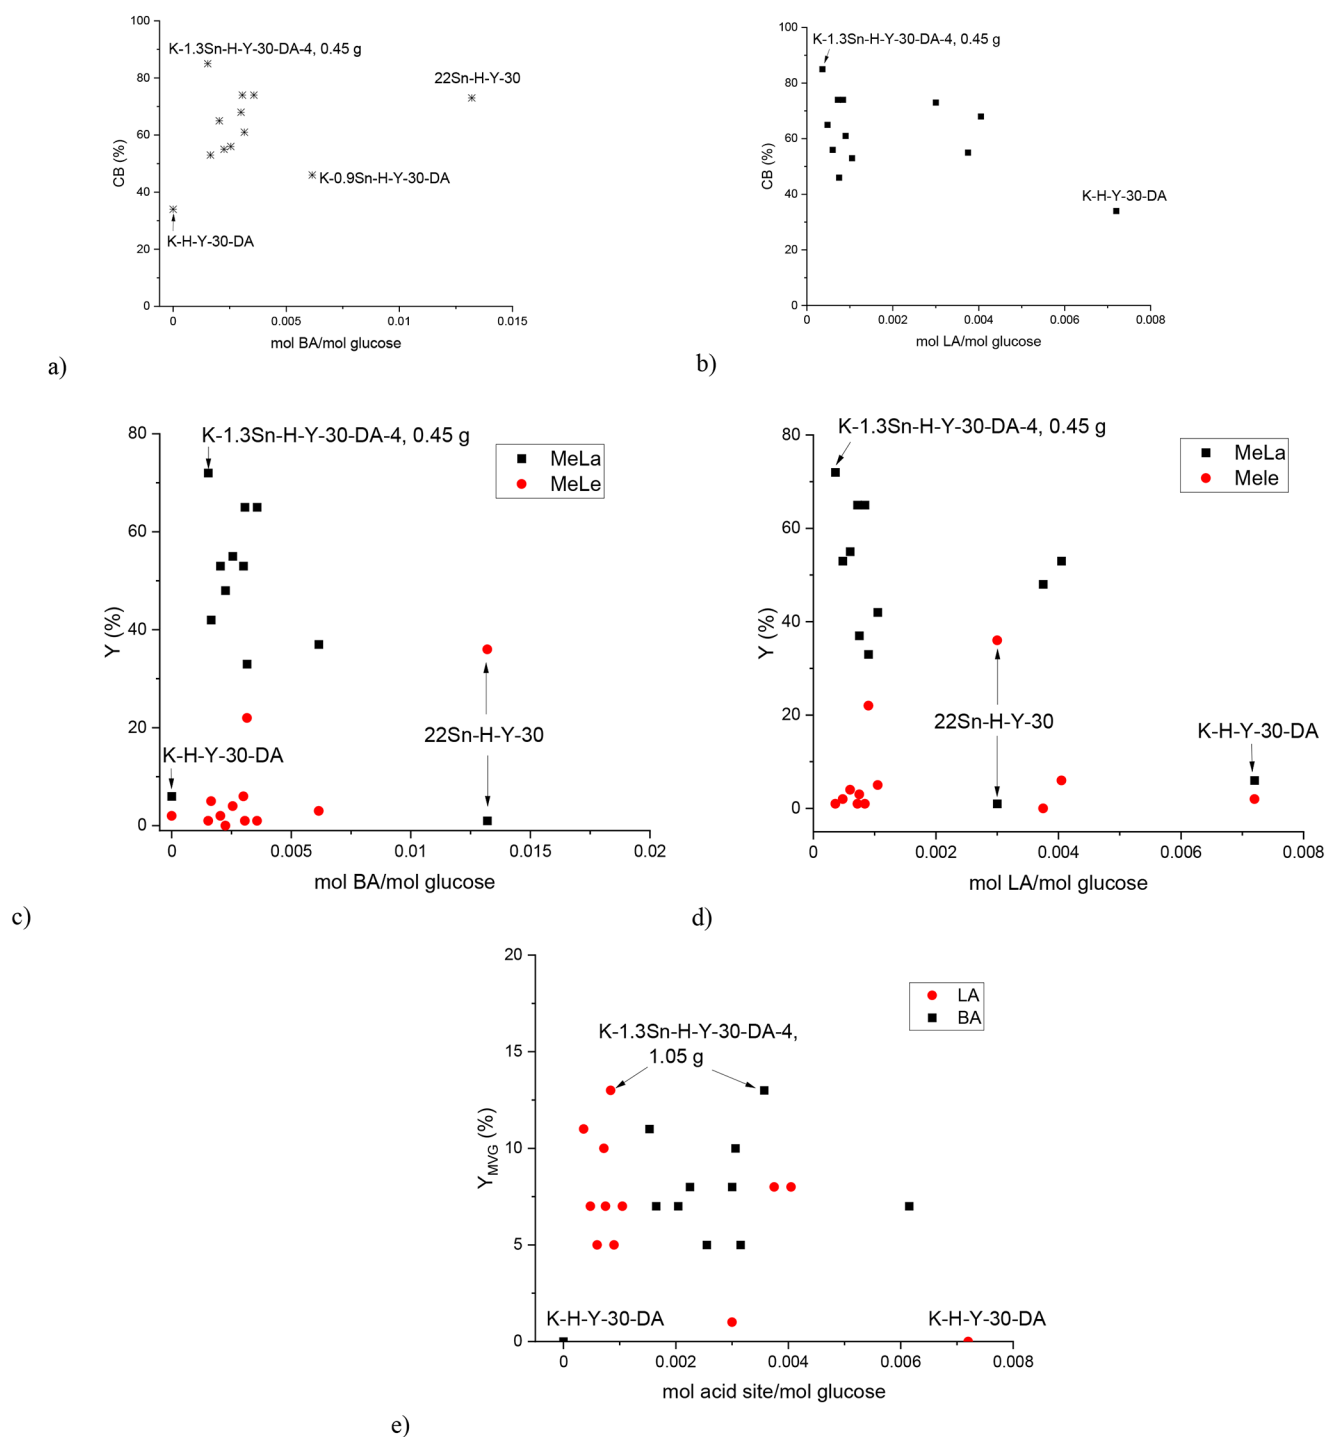 100
80
60
40
20
0
CB (%)
K-1.3Sn-H-Y-30-DA-4, 0.45 g
22Sn-H-Y-30
K-0.9Sn-H-Y-30-DA
K-H-Y-30-DA
0 0.005 0.01 0.015
mol BA/mol glucose
a)
100
80
60
40
20
0
CB (%)
K-1.3Sn-H-Y-30-DA-4, 0.45 g
K-H-Y-30-DA
0 0.002 0.004 0.006 0.008
mol LA/mol glucose
b)
80
60
40
20
0
Y (%)
K-1.3Sn-H-Y-30-DA-4, 0.45 g
MeLa
MeLe
22Sn-H-Y-30
K-H-Y-30-DA
0 0.005 0.01 0.015 0.02
mol BA/mol glucose
c)
80
60
40
20
0
Y (%)
K-1.3Sn-H-Y-30-DA-4, 0.45 g
MeLa
Mele
22Sn-H-Y-30
K-H-Y-30-DA
0 0.002 0.004 0.006 0.008
mol LA/mol glucose
d)
20
15
10
5
0
YMVG (%)
LA
BA
K-1.3Sn-H-Y-30-DA-4,
1.05 g
K-H-Y-30-DA
K-H-Y-30-DA
0 0.002 0.004 0.006 0.008
mol acid site/mol glucose
e)